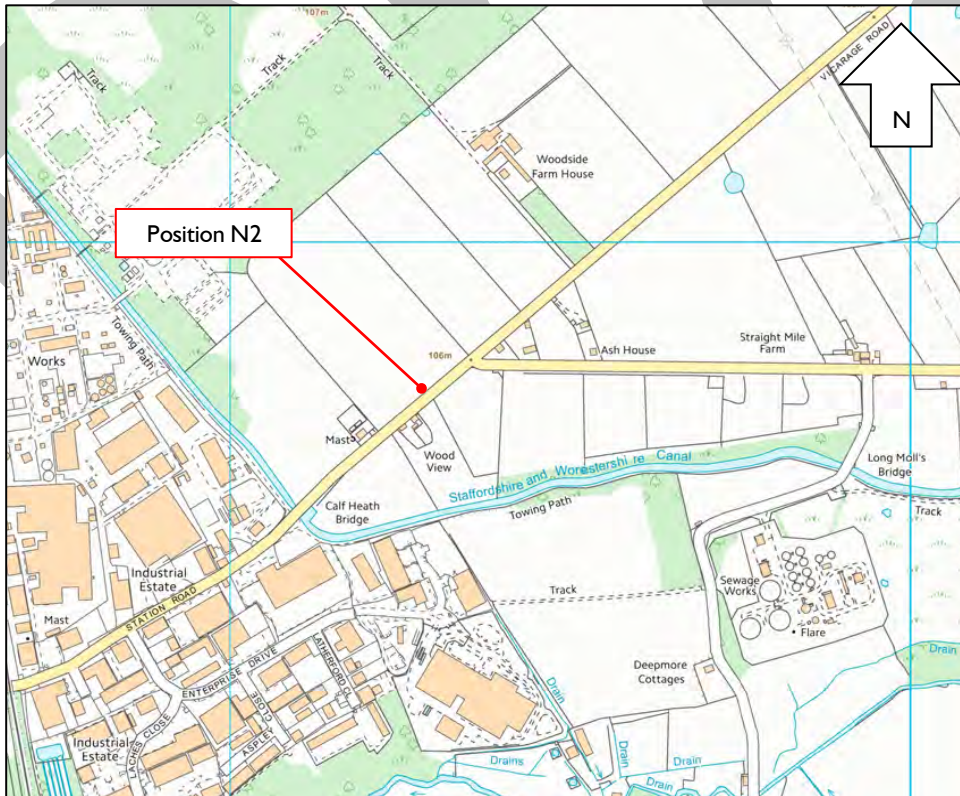 107m
VICARAGE ROAD
Track
Track
Track
N
Woodside
Farm House
Position N2
Towing Path
Works
106m
Ash House
Straight Mile
Farm
Mast
Wood
View
Long Moll's
Bridge
Staffordshire and Worcestershi re Canal
Calf Heath
Bridge
Towing Path
Track
Industrial
Estate
Track
Sewage
Works
STATION ROAD
Mast
Flare
Drain
Deepmore
Cottages
ENTERPRISE DRIVE
ATHERFORD CL
Drain
LACHES CLOSE
ASPLEY
CLOSE
Industrial
Estate
Drains
Drain
Drain